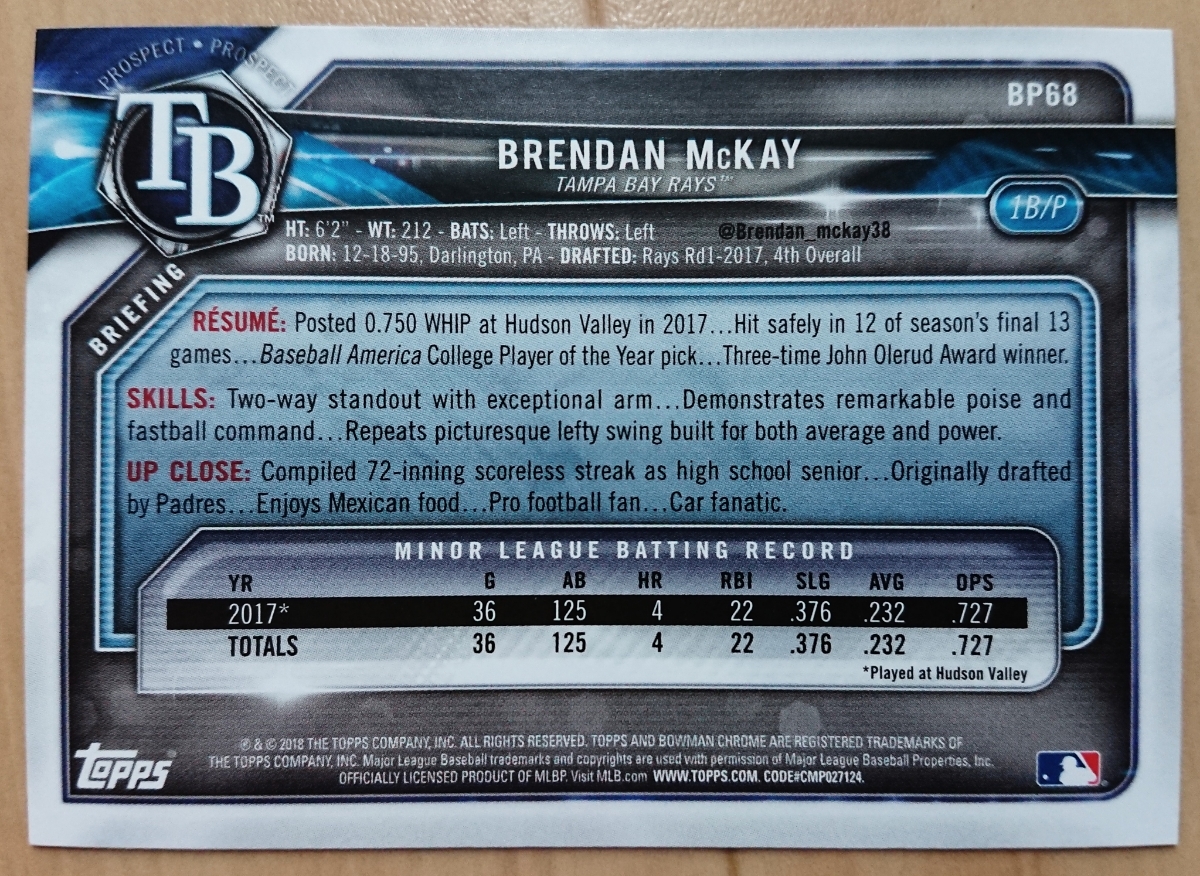 PROSPECT • PROSPECT
BP68
TB™
BRENDAN McKAY
TAMPA BAY RAYS™
1B/P
HT: 6'2" - WT: 212 - BATS: Left - THROWS: Left @Brendan_mckay38
BORN: 12-18-95, Darlington, PA - DRAFTED: Rays Rd1-2017, 4th Overall
BRIEFING
RÉSUMÉ: Posted 0.750 WHIP at Hudson Valley in 2017...Hit safely in 12 of season's final 13
games...Baseball America College Player of the Year pick...Three-time John Olerud Award winner.
SKILLS: Two-way standout with exceptional arm...Demonstrates remarkable poise and
fastball command...Repeats picturesque lefty swing built for both average and power.
UP CLOSE: Compiled 72-inning scoreless streak as high school senior...Originally drafted
by Padres...Enjoys Mexican food...Pro football fan...Car fanatic.
MINOR LEAGUE BATTING RECORD
YR G AB HR RBI SLG AVG OPS
2017* 36 125 4 22 .376 .232 .727
TOTALS 36 125 4 22 .376 .232 .727
*Played at Hudson Valley
® & © 2018 THE TOPPS COMPANY, INC. ALL RIGHTS RESERVED. TOPPS AND BOWMAN CHROME ARE REGISTERED TRADEMARKS OF
THE TOPPS COMPANY, INC. Major League Baseball trademarks and copyrights are used with permission of Major League Baseball Properties, Inc.
OFFICIALLY LICENSED PRODUCT OF MLBP. Visit MLB.com WWW.TOPPS.COM. CODE#CMP027124.
Topps®